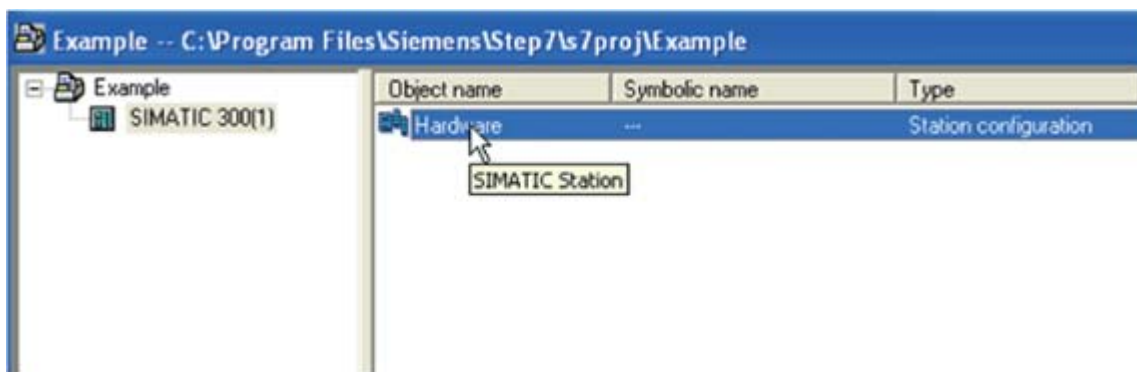 Example -- C:\Program Files\Siemens\Step7\s7proj\Example
Example
SIMATIC 300(1)
Object name Symbolic name Type
Hardware --- Station configuration
SIMATIC Station